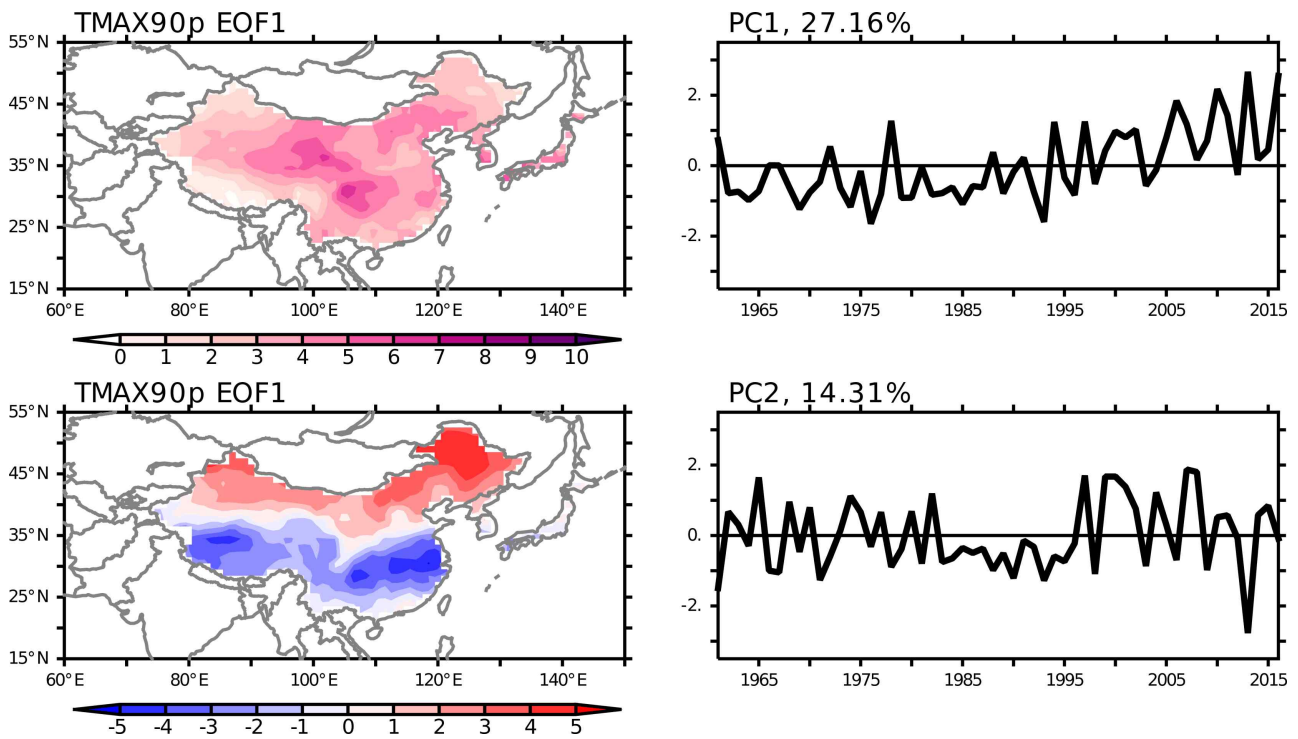 TMAX90p EOF1
55°N
45°N
35°N
25°N
15°N
60°E 80°E 100°E 120°E 140°E
0 1 2 3 4 5 6 7 8 9 10
PC1, 27.16%
2.
0.
-2.
1965 1975 1985 1995 2005 2015
TMAX90p EOF1
55°N
45°N
35°N
25°N
15°N
60°E 80°E 100°E 120°E 140°E
-5 -4 -3 -2 -1 0 1 2 3 4 5
PC2, 14.31%
2.
0.
-2.
1965 1975 1985 1995 2005 2015